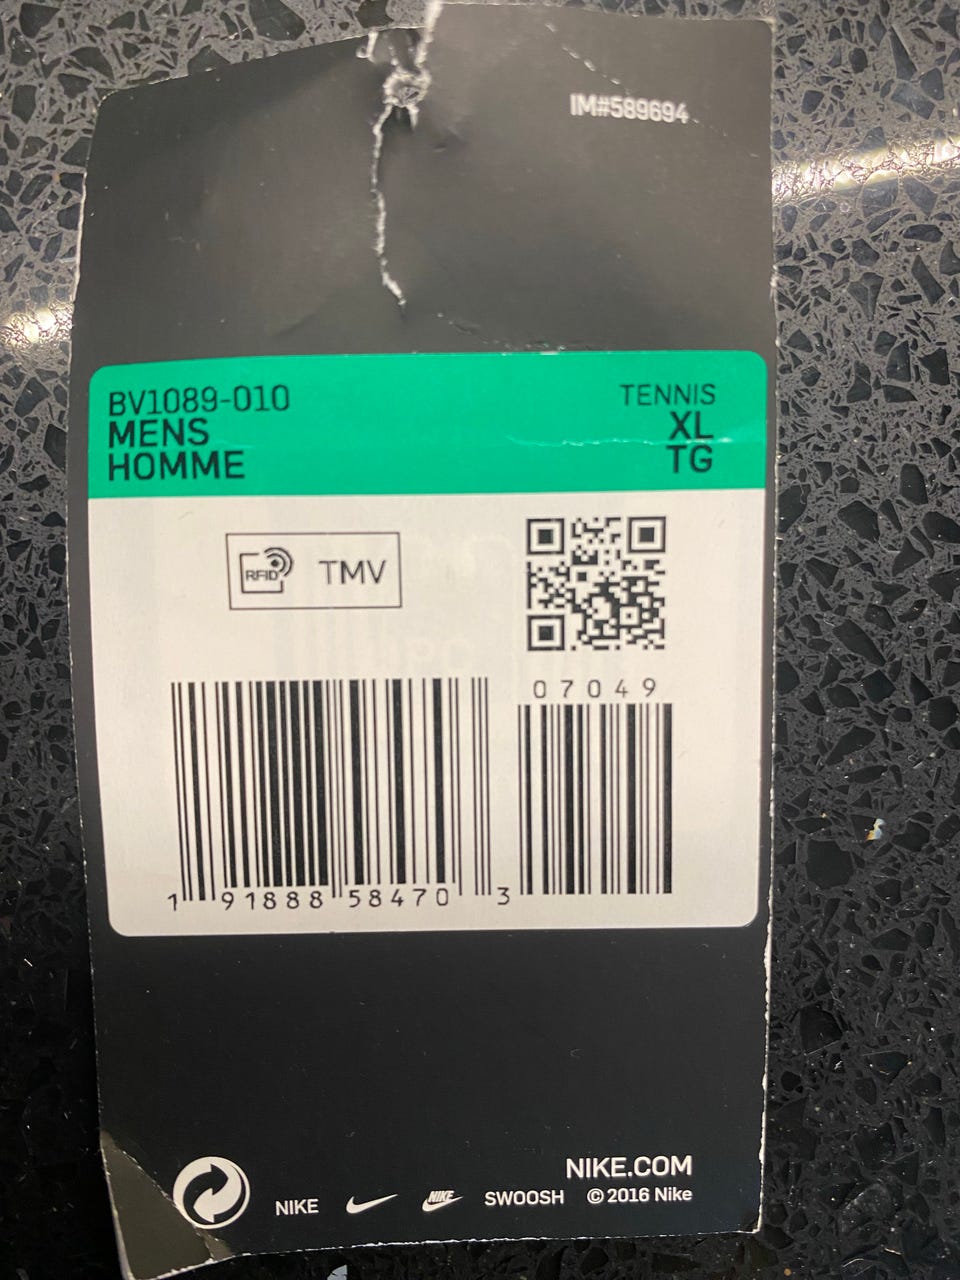 IM#589694
BV1089-010
MENS
HOMME
TENNIS
XL
TG
RFID TMV
07049
1 91888 58470 3
NIKE.COM
NIKE NIKE SWOOSH © 2016 Nike